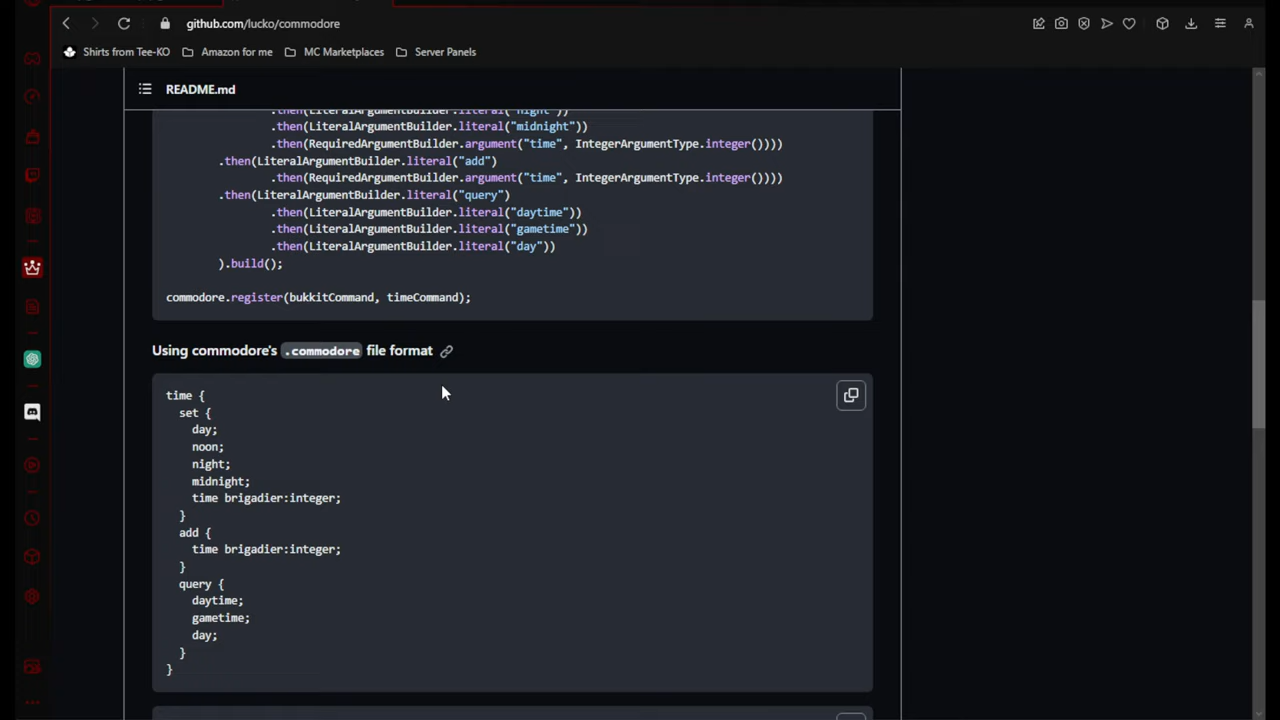 github.com/lucko/commodore
Shirts from Tee-KO
Amazon for me
MC Marketplaces
Server Panels
README.md
.then(LiteralArgumentBuilder.literal("night"))
.then(LiteralArgumentBuilder.literal("midnight"))
.then(RequiredArgumentBuilder.argument("time", IntegerArgumentType.integer())))
.then(LiteralArgumentBuilder.literal("add")
.then(RequiredArgumentBuilder.argument("time", IntegerArgumentType.integer())))
.then(LiteralArgumentBuilder.literal("query")
.then(LiteralArgumentBuilder.literal("daytime"))
.then(LiteralArgumentBuilder.literal("gametime"))
.then(LiteralArgumentBuilder.literal("day"))
).build();
commodore.register(bukkitCommand, timeCommand);
Using commodore's .commodore file format
time {
set {
day;
noon;
night;
midnight;
time brigadier:integer;
}
add {
time brigadier:integer;
}
query {
daytime;
gametime;
day;
}
}